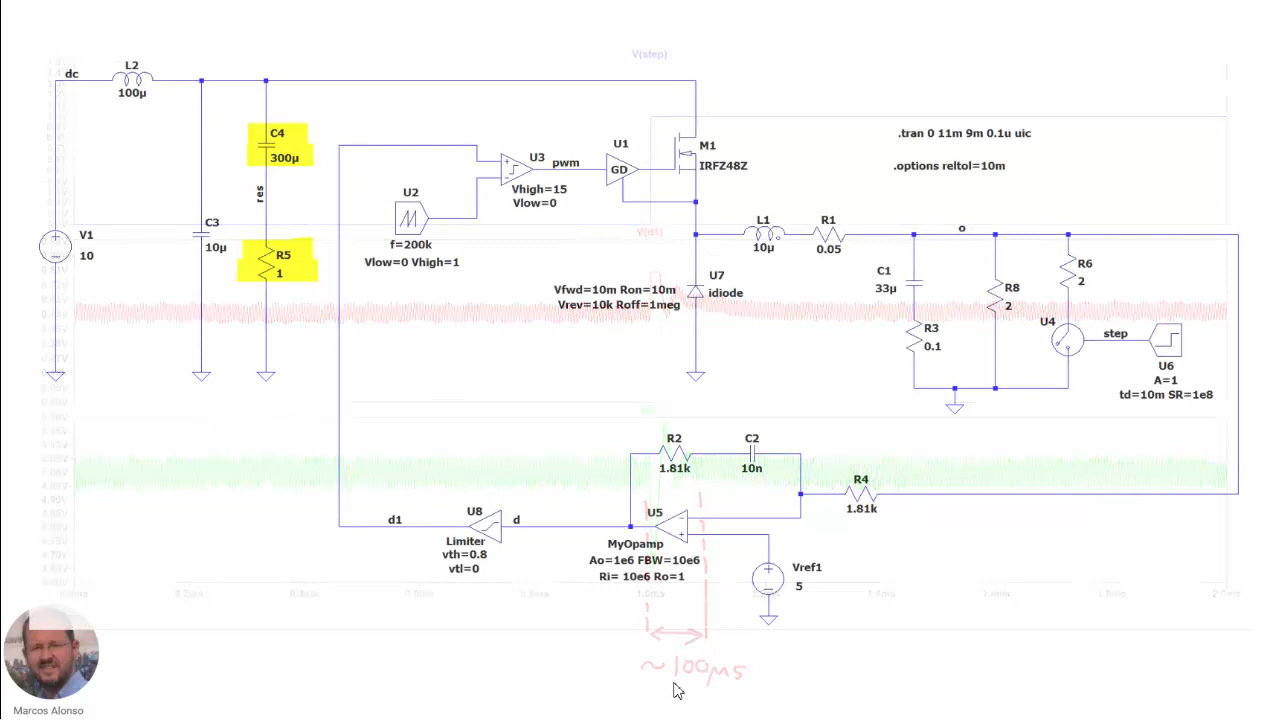 V(step)
dc
L2
100µ
C4
300µ
res
R5
1
C3
10µ
V1
10
U2
f=200k
Vlow=0 Vhigh=1
U3
pwm
Vhigh=15
Vlow=0
U1
GD
M1
IRFZ48Z
.tran 0 11m 9m 0.1u uic
.options reltol=10m
V(d1)
L1
10µ
R1
0.05
o
U7
idiode
Vfwd=10m Ron=10m
Vrev=10k Roff=1meg
C1
33µ
R3
0.1
R8
2
R6
2
U4
step
U6
A=1
td=10m SR=1e8
R2
1.81k
C2
10n
R4
1.81k
d1
U8
d
Limiter
vth=0.8
vtl=0
U5
MyOpamp
Ao=1e6 FBW=10e6
Ri= 10e6 Ro=1
Vref1
5
1.0ms
~100µs
Marcos Alonso